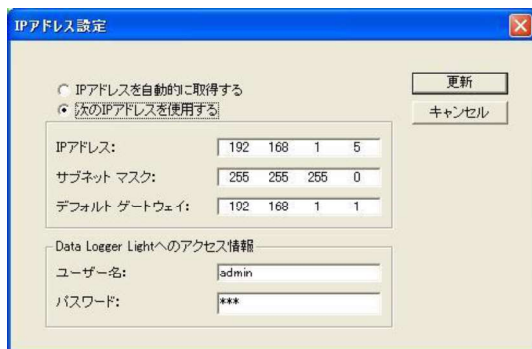 IPアドレス設定
IPアドレスを自動的に取得する
次のIPアドレスを使用する
更新
キャンセル
IPアドレス: 192 168 1 5
サブネット マスク: 255 255 255 0
デフォルト ゲートウェイ: 192 168 1 1
Data Logger Lightへのアクセス情報
ユーザー名: admin
パスワード: ***